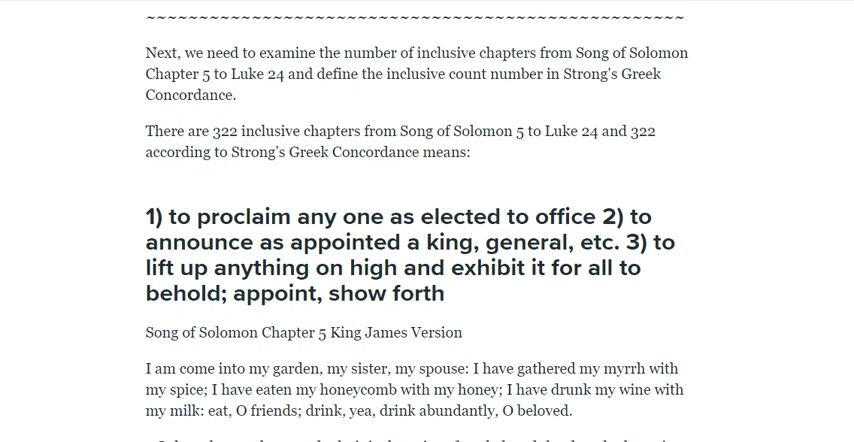 ~~~~~~~~~~~~~~~~~~~~~~~~~~~~~~~~~~~~~~~~~~~~~~~~~~~
Next, we need to examine the number of inclusive chapters from Song of Solomon
Chapter 5 to Luke 24 and define the inclusive count number in Strong's Greek
Concordance.
There are 322 inclusive chapters from Song of Solomon 5 to Luke 24 and 322
according to Strong's Greek Concordance means:
1) to proclaim any one as elected to office 2) to
announce as appointed a king, general, etc. 3) to
lift up anything on high and exhibit it for all to
behold; appoint, show forth
Song of Solomon Chapter 5 King James Version
I am come into my garden, my sister, my spouse: I have gathered my myrrh with
my spice; I have eaten my honeycomb with my honey; I have drunk my wine with
my milk: eat, O friends; drink, yea, drink abundantly, O beloved.